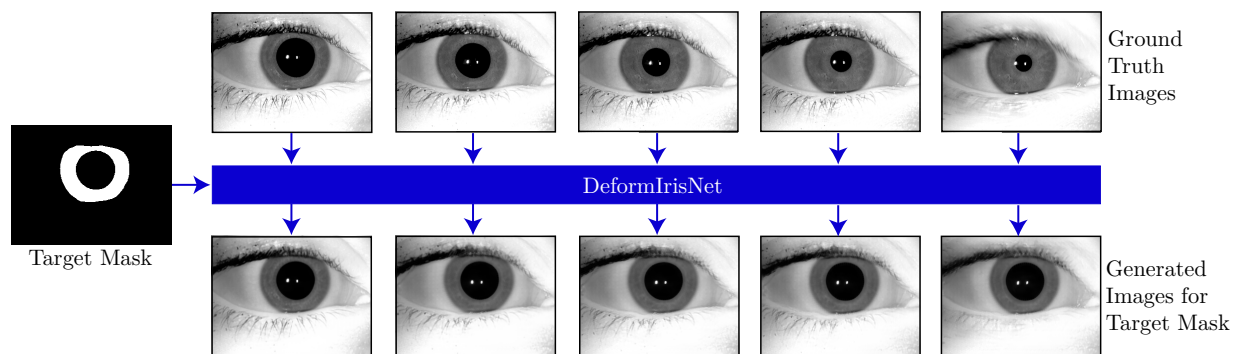 Ground
Truth
Images
DeformIrisNet
Target Mask
Generated
Images for
Target Mask